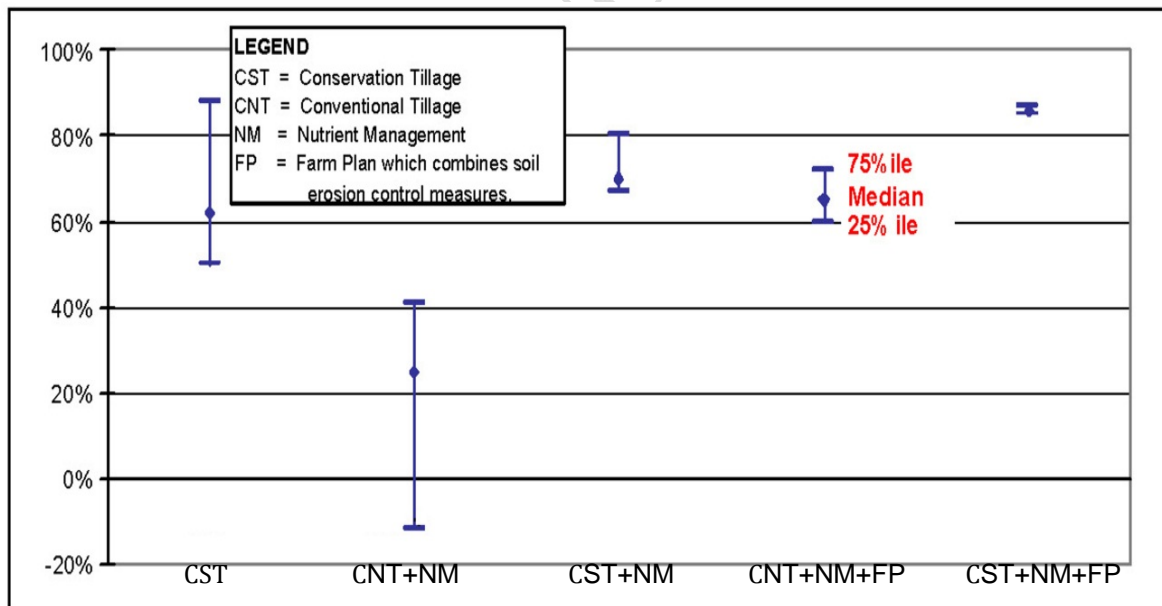 LEGEND
CST = Conservation Tillage
CNT = Conventional Tillage
NM = Nutrient Management
FP = Farm Plan which combines soil
erosion control measures.
100%
80%
60%
40%
20%
0%
-20%
75% ile
Median
25% ile
CST
CNT+NM
CST+NM
CNT+NM+FP
CST+NM+FP